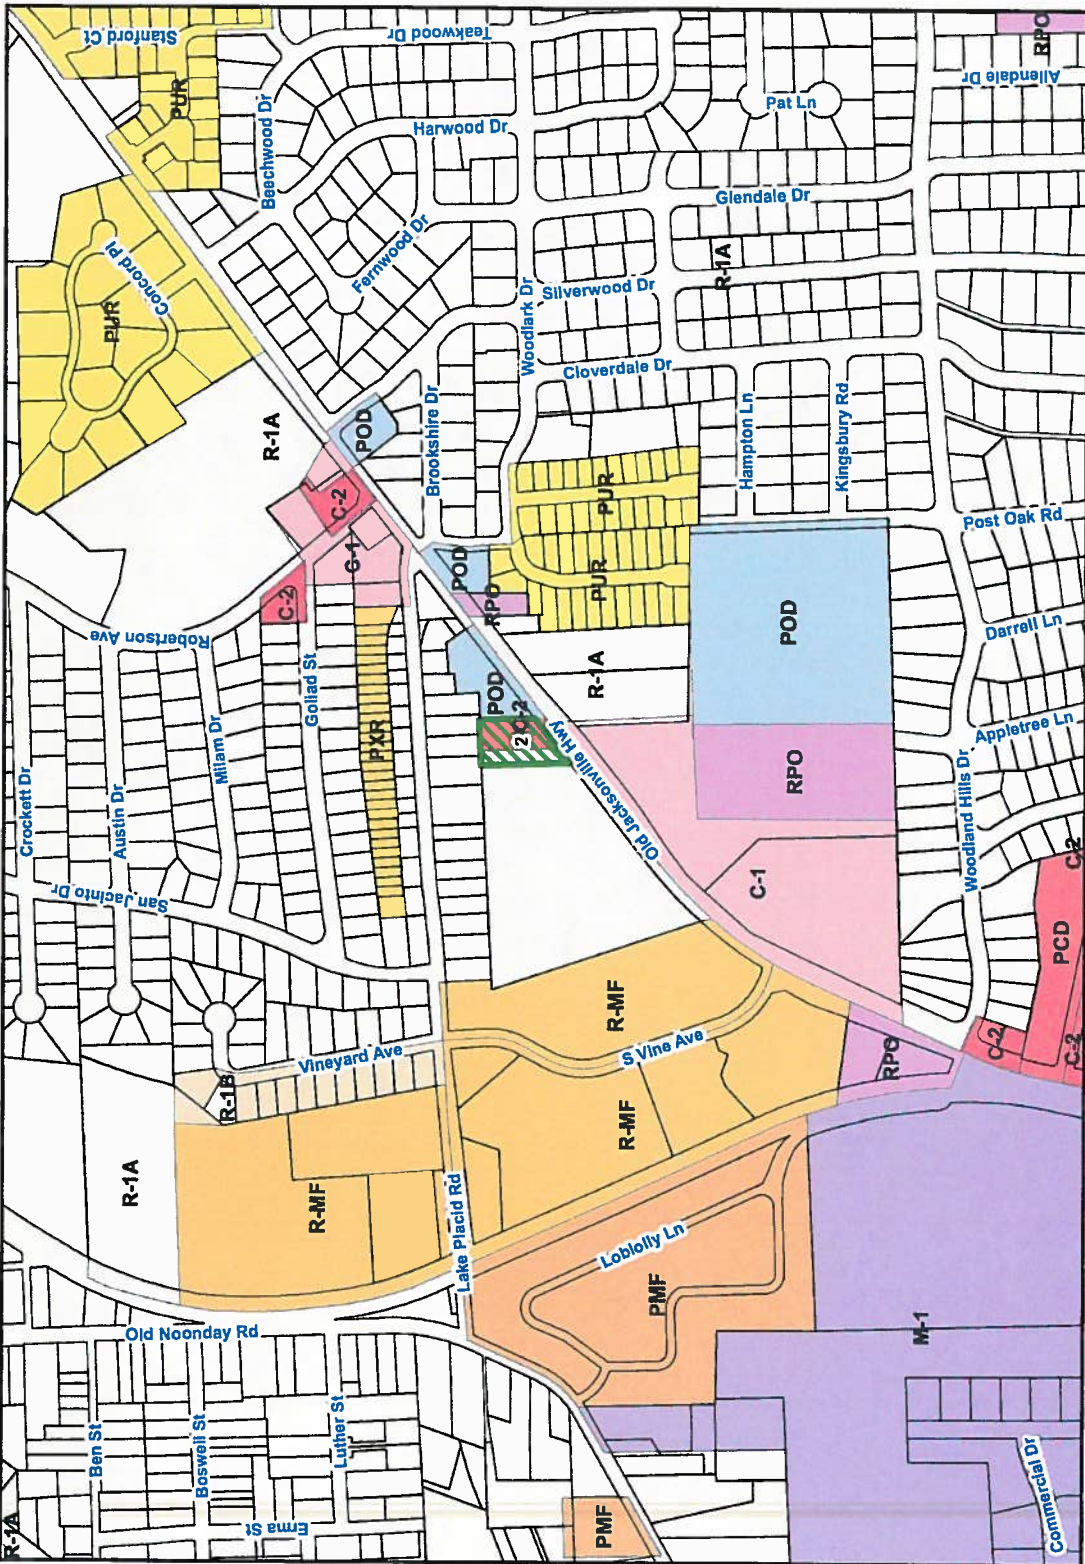 Stanford Ct
Teakwood Dr
RPO
PUR
Beechwood Dr
Harwood Dr
Pat Ln
Allendale Dr
Concord Pl
PUR
Fernwood Dr
Glendale Dr
R-1A
Silverwood Dr
Woodlark Dr
Cloverdale Dr
R-1A
POD
Brookshire Dr
Hampton Ln
Kingsbury Rd
C-2
PUR
Post Oak Rd
C-1
POD
PUR
C-2
RPO
POD
Darrell Ln
Robertson Ave
Goliad St
R-1A
POD
C-2
2
Appletree Ln
Milam Dr
PXR
Old Jacksonville Hwy
RPO
Crockett Dr
Austin Dr
Woodland Hills Dr
San Jacinto Dr
C-1
C-2
PCD
R-MF
C-2
C-2
Vineyard Ave
S Vine Ave
RPO
R-1B
R-MF
R-1A
R-MF
Lake Placid Rd
Loblolly Ln
PMF
M-1
Old Noonday Rd
Ben St
Boswell St
Luther St
Erma St
PMF
Commercial Dr
R-1A